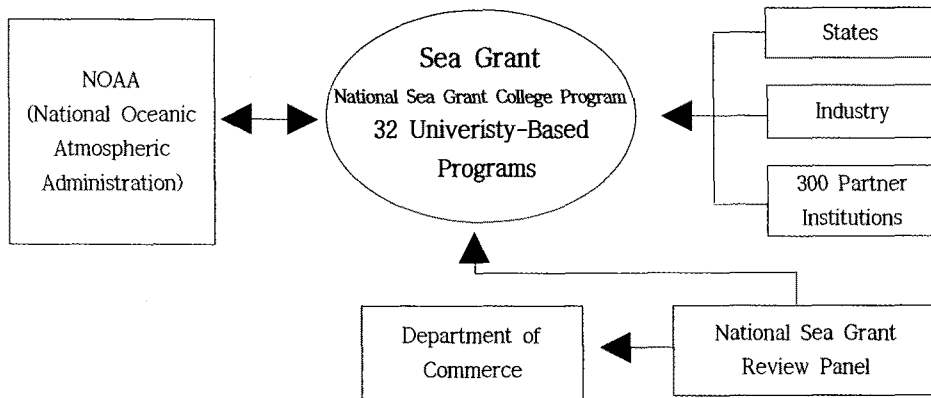 NOAA
(National Oceanic
Atmospheric
Administration)
Sea Grant
National Sea Grant College Program
32 Univeristy-Based
Programs
States
Industry
300 Partner
Institutions
Department of
Commerce
National Sea Grant
Review Panel